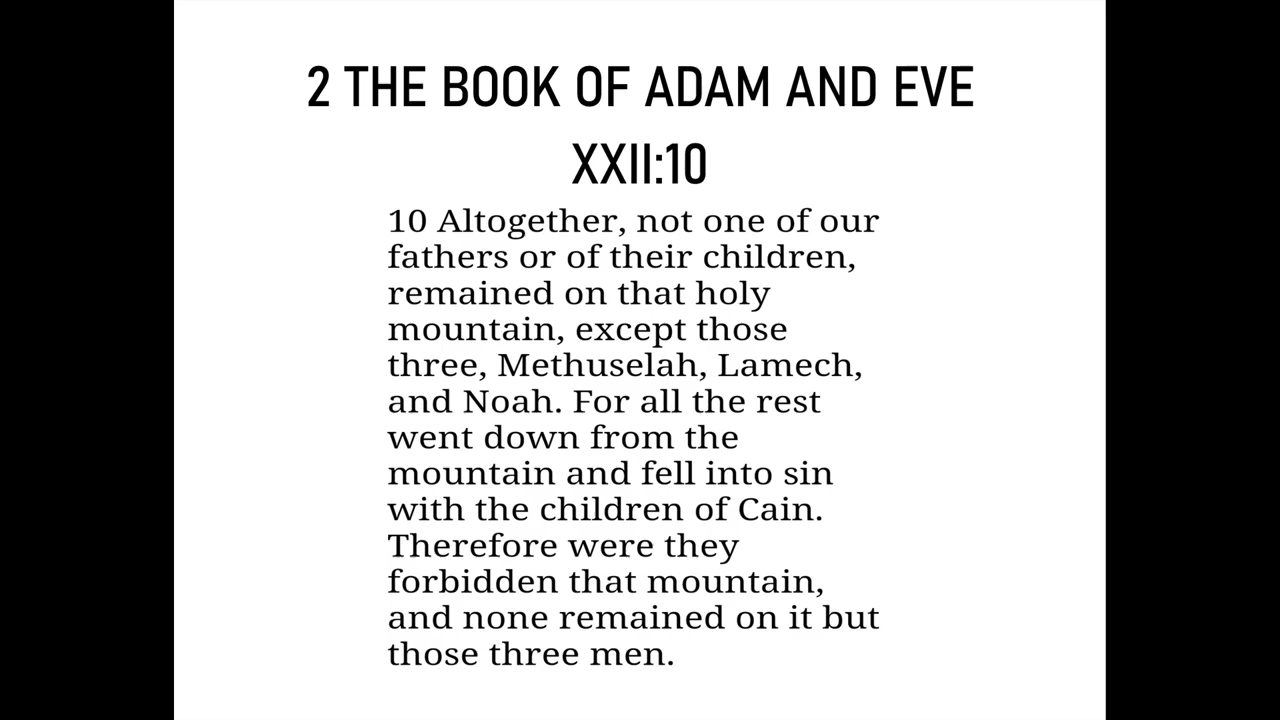 2 THE BOOK OF ADAM AND EVE
XXII:10
10 Altogether, not one of our
fathers or of their children,
remained on that holy
mountain, except those
three, Methuselah, Lamech,
and Noah. For all the rest
went down from the
mountain and fell into sin
with the children of Cain.
Therefore were they
forbidden that mountain,
and none remained on it but
those three men.